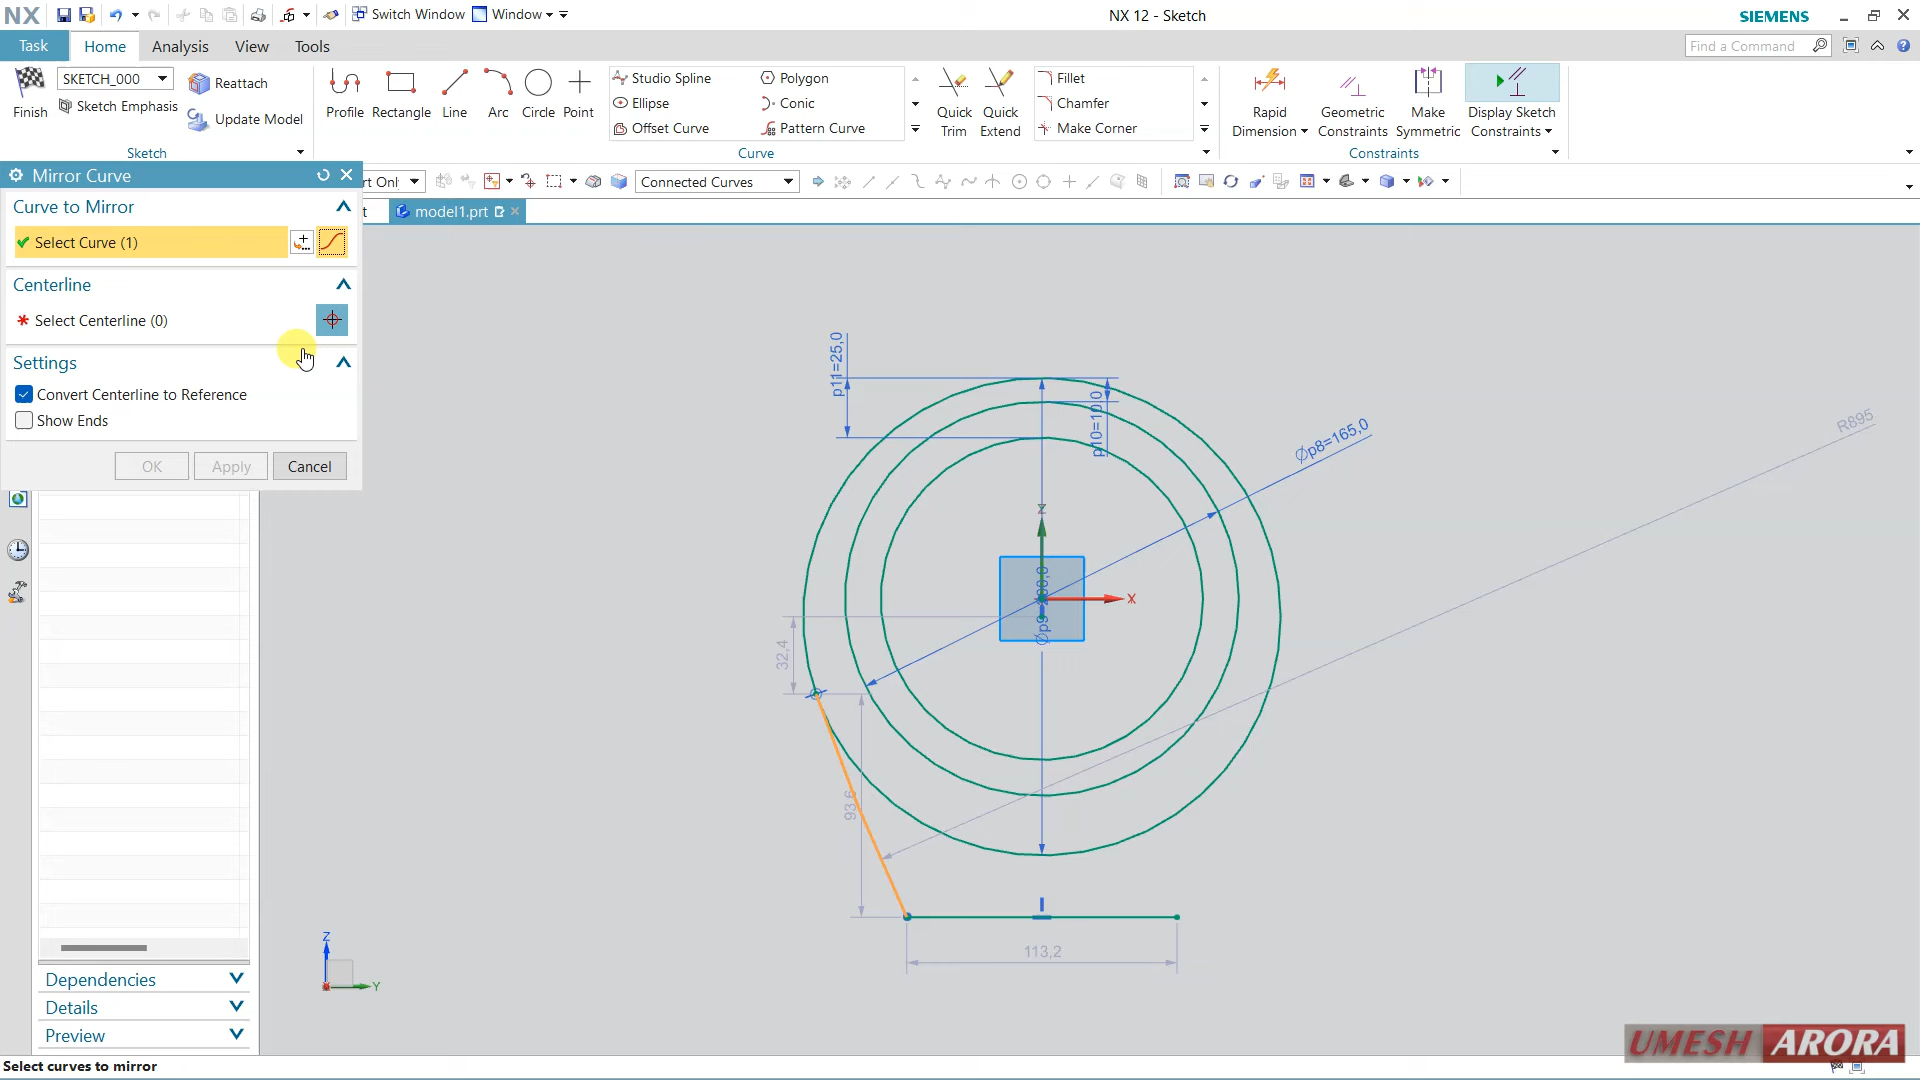 NX
Switch Window
Window
NX 12 - Sketch
SIEMENS
Task
Home
Analysis
View
Tools
Find a Command
Finish
SKETCH_000
Sketch Emphasis
Reattach
Update Model
Profile
Rectangle
Line
Arc
Circle
Point
Studio Spline
Polygon
Ellipse
Conic
Offset Curve
Pattern Curve
Quick Trim
Quick Extend
Fillet
Chamfer
Make Corner
Rapid Dimension
Geometric Constraints
Make Symmetric
Display Sketch Constraints
Sketch
Curve
Constraints
Mirror Curve
rt Onl
Connected Curves
t
model1.prt
Curve to Mirror
Select Curve (1)
Centerline
Select Centerline (0)
Settings
Convert Centerline to Reference
Show Ends
OK
Apply
Cancel
p11=25,0
p10=10,0
Øp8=165,0
R895
Z
X
32,4
93,6
113,2
Z
Y
Dependencies
Details
Preview
UMESH ARORA
Select curves to mirror